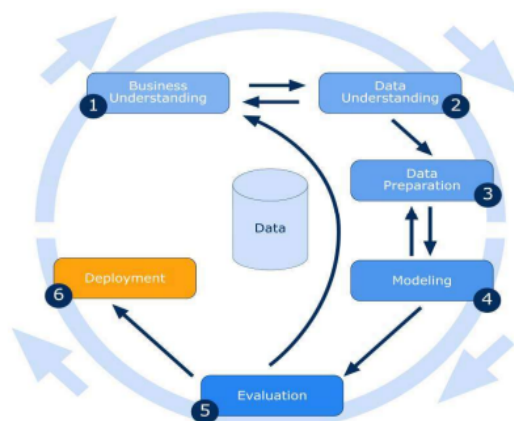 Business
Understanding
1
Data
Understanding
2
Data
Preparation
3
Data
Modeling
4
Deployment
6
Evaluation
5